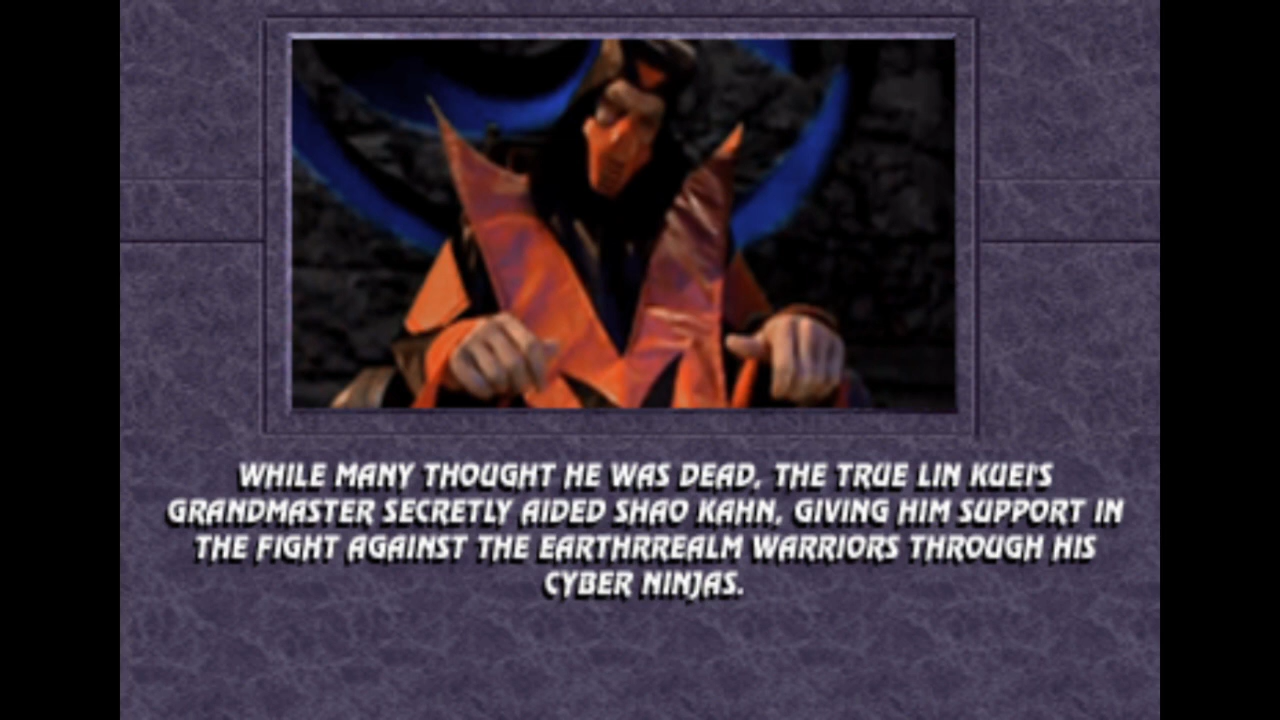 WHILE MANY THOUGHT HE WAS DEAD, THE TRUE LIN KUEI'S
GRANDMASTER SECRETLY AIDED SHAO KAHN, GIVING HIM SUPPORT IN
THE FIGHT AGAINST THE EARTHRREALM WARRIORS THROUGH HIS
CYBER NINJAS.